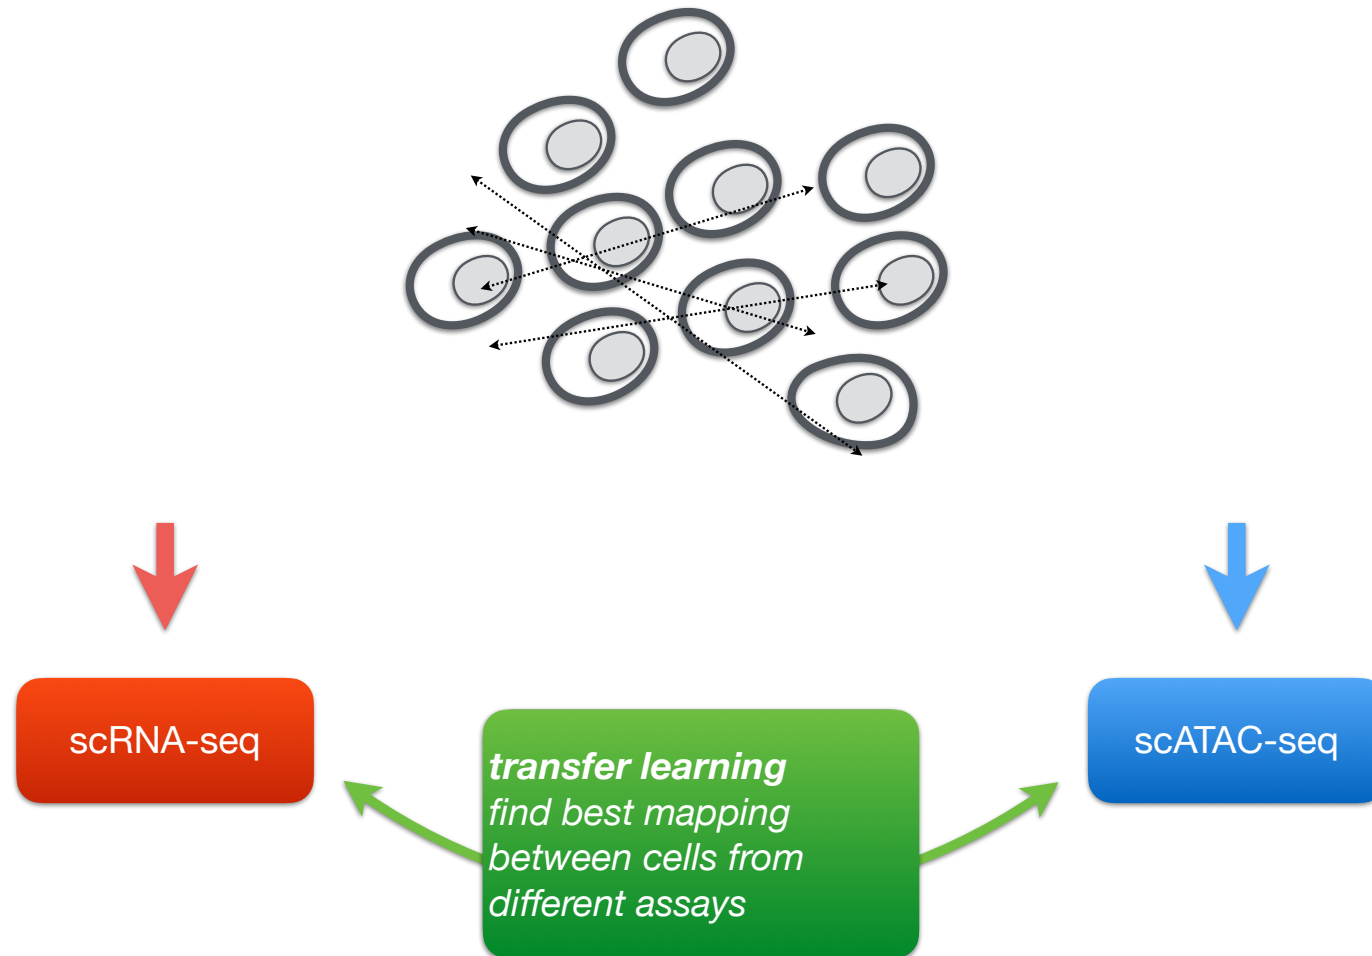 scRNA-seq
scATAC-seq
transfer learning
find best mapping
between cells from
different assays